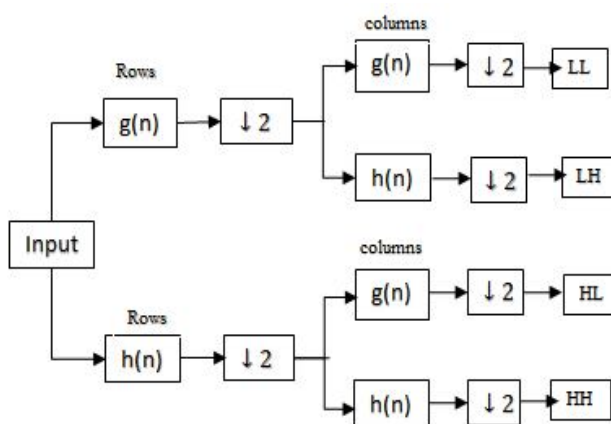 columns
Rows
g(n) ↓2 g(n) ↓2 LL
h(n) ↓2 LH
Input
columns
Rows
g(n) ↓2 HL
h(n) ↓2
h(n) ↓2 HH